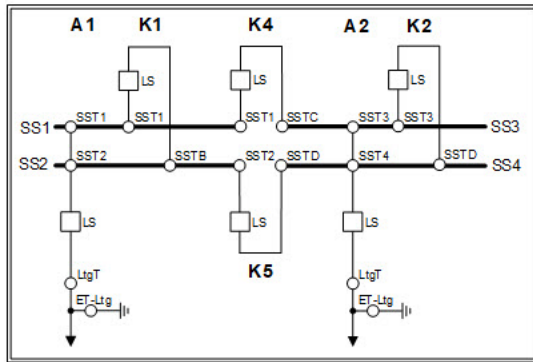 A1 K1 K4 A2 K2
LS LS LS
SST1 SST1 SST1 SSTC SST3 SST3
SS1 SS3
SST2 SSTB SST2 SSTD SST4 SSTD
SS2 SS4
LS LS LS
K5
LtgT LtgT
ET-Ltg ET-Ltg